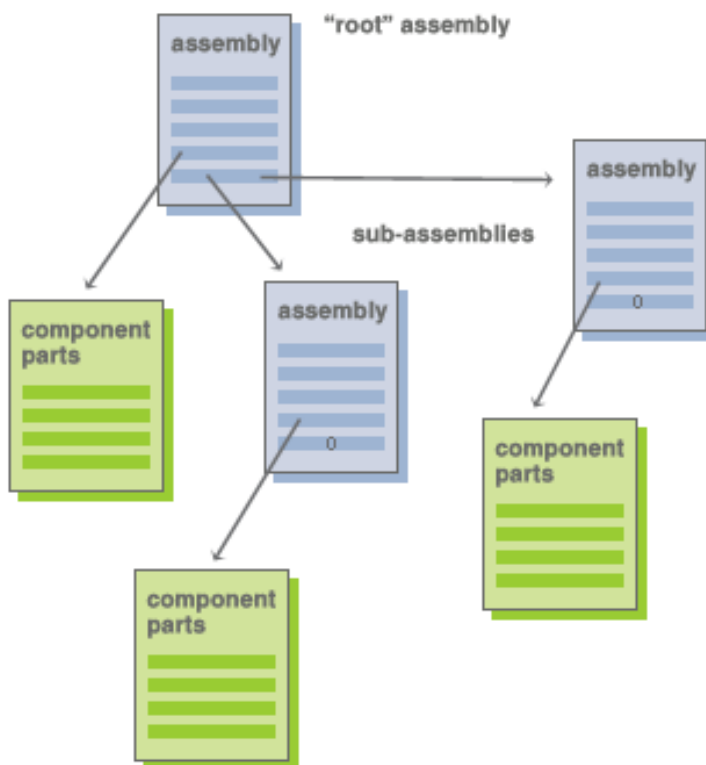 “root” assembly
assembly
assembly
sub-assemblies
assembly
0
component
parts
0
component
parts
component
parts